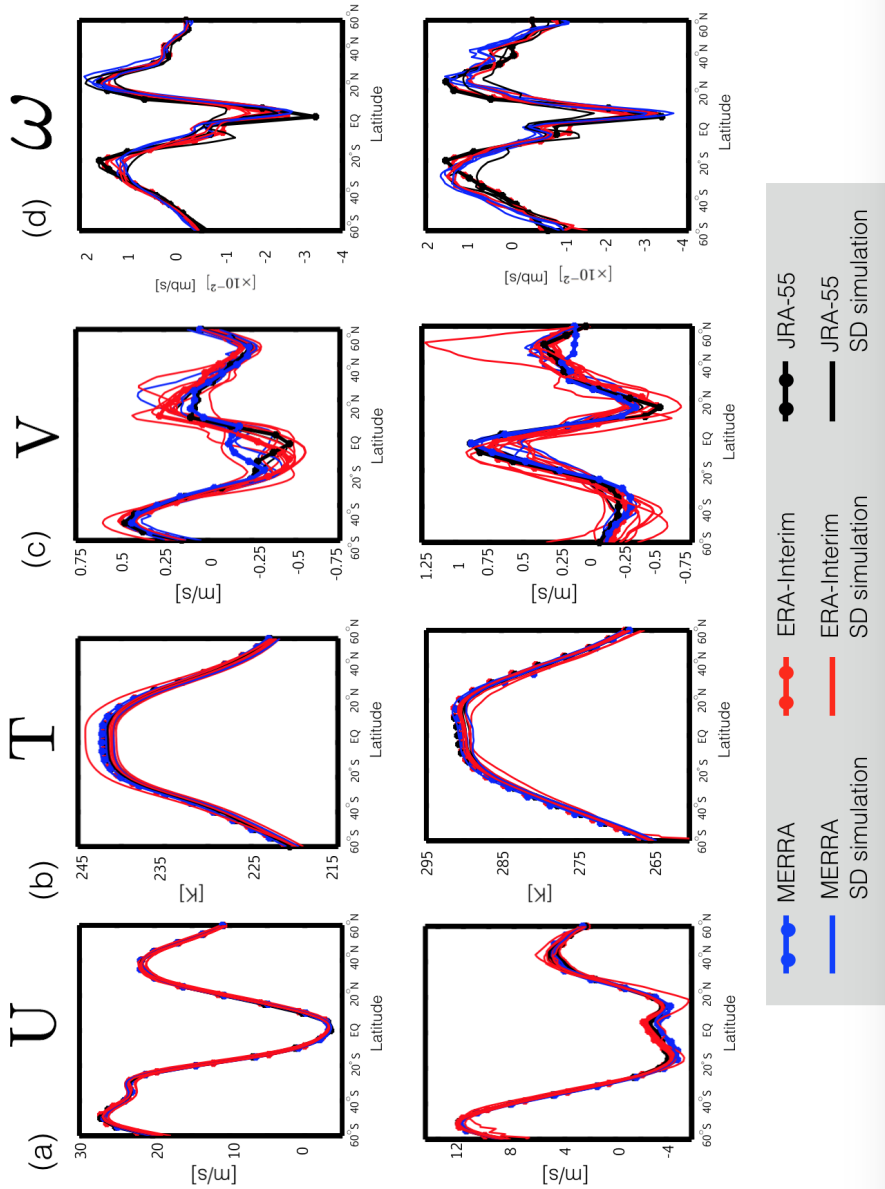 (a) U
(b) T
(c) V
(d) ω
30
20
10
0
[m/s]
60°S 40°S 20°S EQ 20°N 40°N 60°N
Latitude
245
235
225
215
[K]
60°S 40°S 20°S EQ 20°N 40°N 60°N
Latitude
0.75
0.5
0.25
0
-0.25
-0.5
-0.75
[m/s]
60°S 40°S 20°S EQ 20°N 40°N 60°N
Latitude
2
1
0
-1
-2
-3
-4
[×10⁻²] [mb/s]
60°S 40°S 20°S EQ 20°N 40°N 60°N
Latitude
12
8
4
0
-4
[m/s]
60°S 40°S 20°S EQ 20°N 40°N 60°N
Latitude
295
285
275
265
[K]
60°S 40°S 20°S EQ 20°N 40°N 60°N
Latitude
1.25
1
0.75
0.5
0.25
0
-0.25
-0.5
-0.75
[m/s]
60°S 40°S 20°S EQ 20°N 40°N 60°N
Latitude
2
1
0
-1
-2
-3
-4
[×10⁻²] [mb/s]
60°S 40°S 20°S EQ 20°N 40°N 60°N
Latitude
MERRA
ERA-Interim
JRA-55
MERRA
SD simulation
ERA-Interim
SD simulation
JRA-55
SD simulation